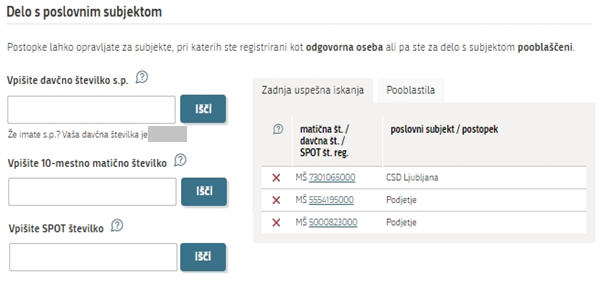 Delo s poslovnim subjektom
Postopke lahko opravljate za subjekte, pri katerih ste registrirani kot odgovorna oseba ali pa ste za delo s subjektom pooblaščeni.
Vpišite davčno številko s.p.
Išči
Že imate s.p.? Vaša davčna številka je
Vpišite 10-mestno matično številko
Išči
Vpišite SPOT številko
Išči
Zadnja uspešna iskanja Pooblastila
matična št. /
davčna št. /
SPOT št. reg.
poslovni subjekt / postopek
MŠ 7301065000 CSD Ljubljana
MŠ 5554195000 Podjetje
MŠ 5000823000 Podjetje